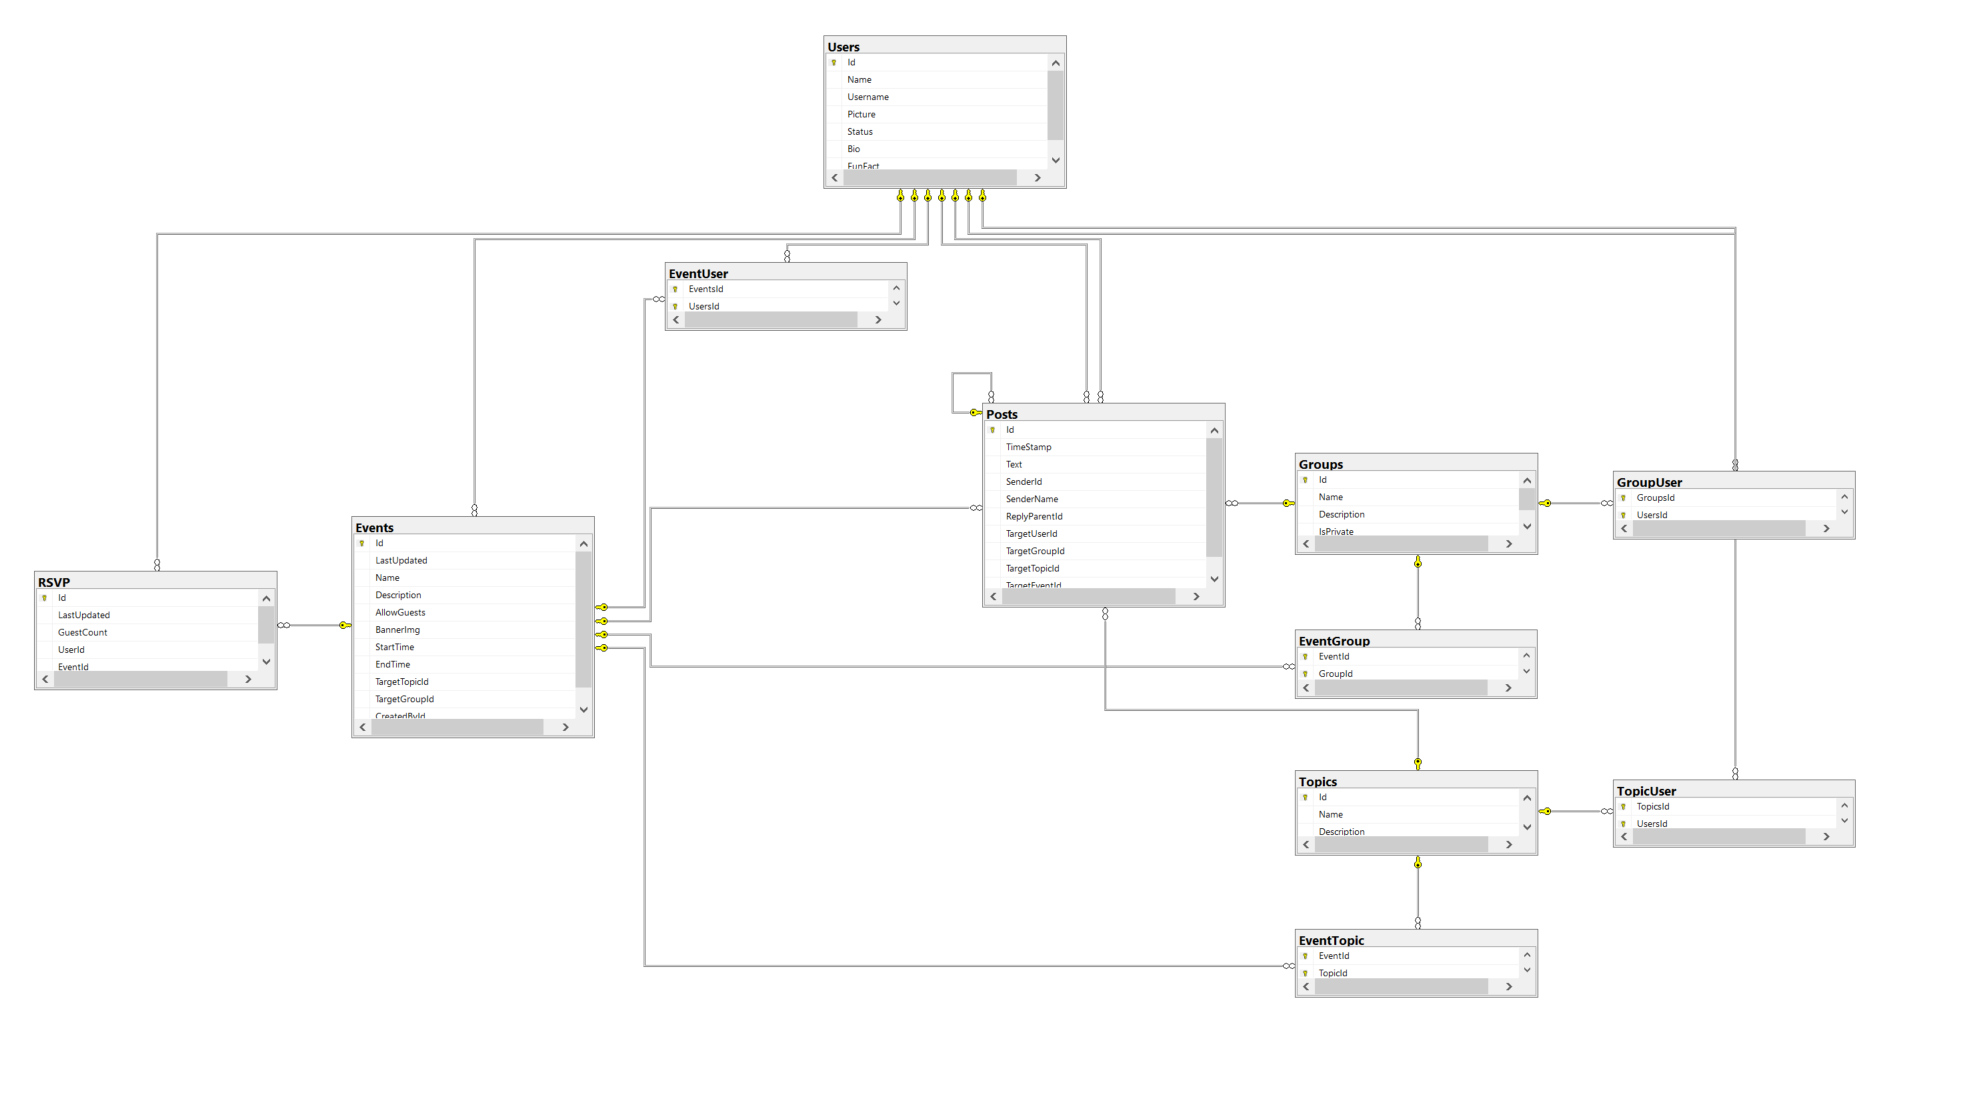 Users
Id
Name
Username
Picture
Status
Bio
FunFact
EventUser
EventsId
UsersId
Posts
Id
TimeStamp
Text
SenderId
SenderName
ReplyParentId
TargetUserId
TargetGroupId
TargetTopicId
TargetEventId
Groups
Id
Name
Description
IsPrivate
GroupUser
GroupsId
UsersId
Events
Id
LastUpdated
Name
Description
AllowGuests
BannerImg
StartTime
EndTime
TargetTopicId
TargetGroupId
CreatedById
RSVP
Id
LastUpdated
GuestCount
UserId
EventId
EventGroup
EventId
GroupId
Topics
Id
Name
Description
TopicUser
TopicsId
UsersId
EventTopic
EventId
TopicId